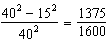 40² – 15² / 40² = 1375 / 1600